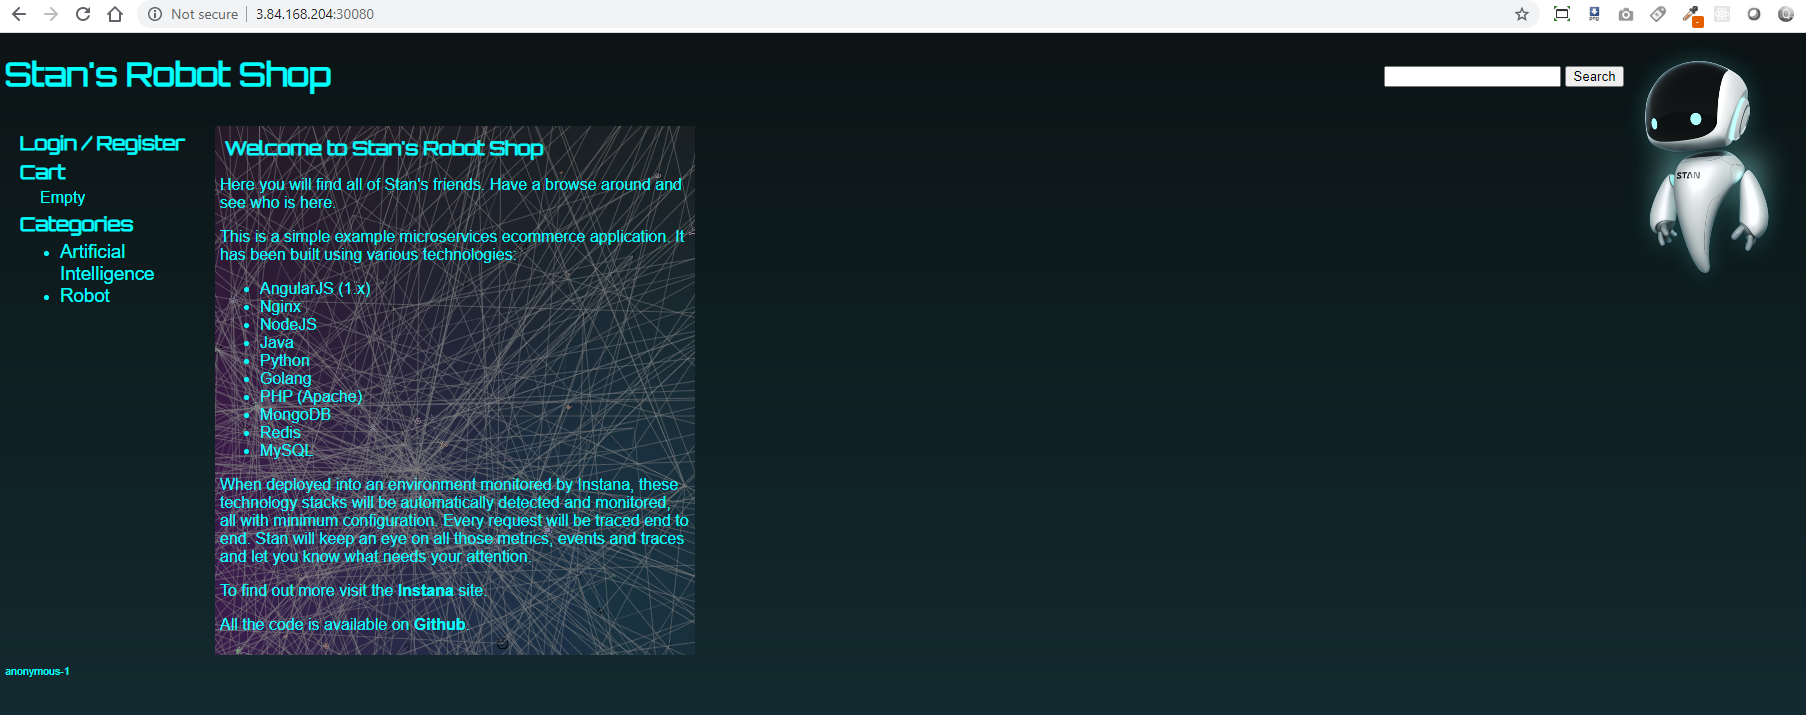 Not secure
3.84.168.204:30080
Stan's Robot Shop
Search
STAN
Login / Register
Cart
Empty
Categories
Artificial
Intelligence
Robot
Welcome to Stan's Robot Shop
Here you will find all of Stan's friends. Have a browse around and
see who is here.
This is a simple example microservices ecommerce application. It
has been built using various technologies:
AngularJS (1.x)
Nginx
NodeJS
Java
Python
Golang
PHP (Apache)
MongoDB
Redis
MySQL
When deployed into an environment monitored by Instana, these
technology stacks will be automatically detected and monitored,
all with minimum configuration. Every request will be traced end to
end. Stan will keep an eye on all those metrics, events and traces
and let you know what needs your attention.
To find out more visit the Instana site.
All the code is available on Github.
anonymous-1